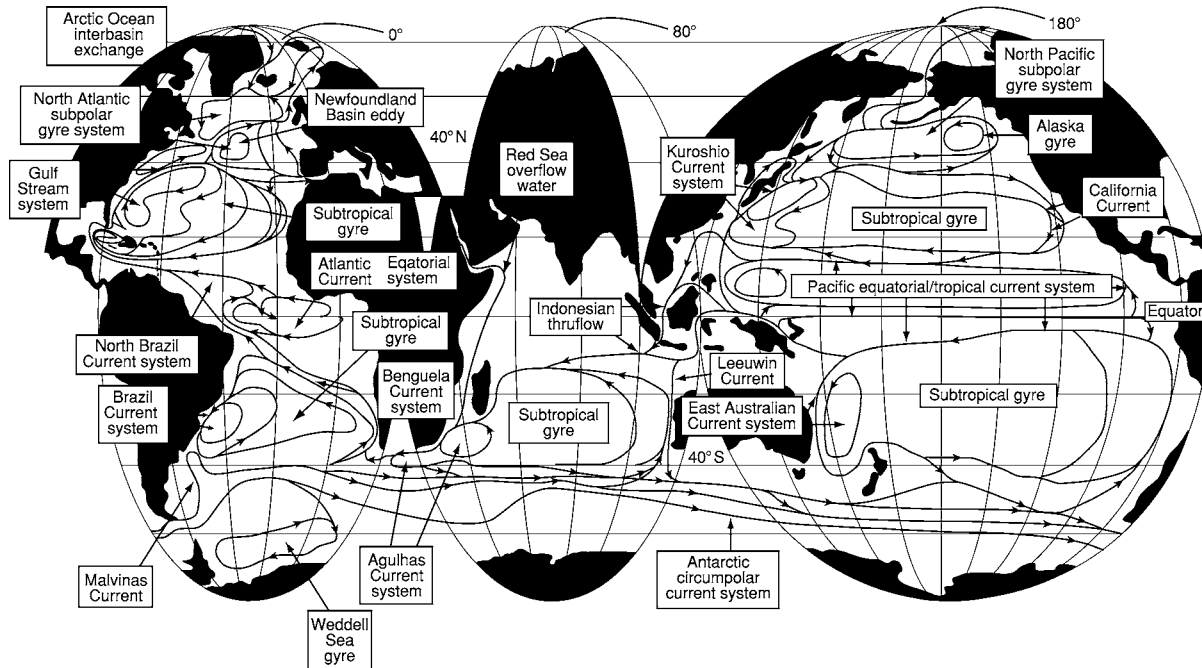 Arctic Ocean
interbasin
exchange
0°
80°
180°
North Pacific
subpolar
gyre system
North Atlantic
subpolar
gyre system
Newfoundland
Basin eddy
40°N
Red Sea
overflow
water
Kuroshio
Current
system
Alaska
gyre
Gulf
Stream
system
Subtropical
gyre
Subtropical gyre
California
Current
Atlantic Eqatorial
Current system
Pacific equatorial/tropical current system
Indonesian
thruflow
Equator
Subtropical
gyre
North Brazil
Current system
Benguela
Current
system
Leeuwin
Current
Brazil
Current
system
Subtropical
gyre
East Australian
Current system
Subtropical gyre
40°S
Malvinas
Current
Agulhas
Current
system
Antarctic
circumpolar
current system
Weddell
Sea
gyre